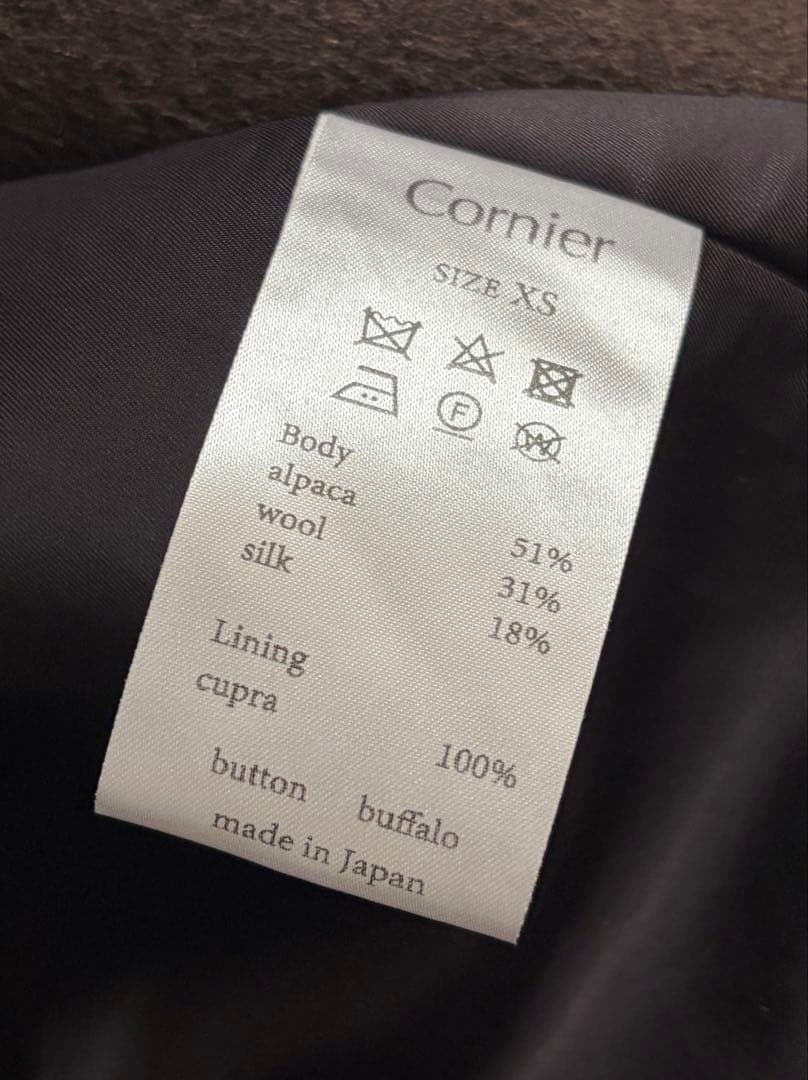 Cornier
SIZE XS
F W
Body
alpaca 51%
wool 31%
silk 18%
Lining
cupra 100%
button buffalo
made in Japan